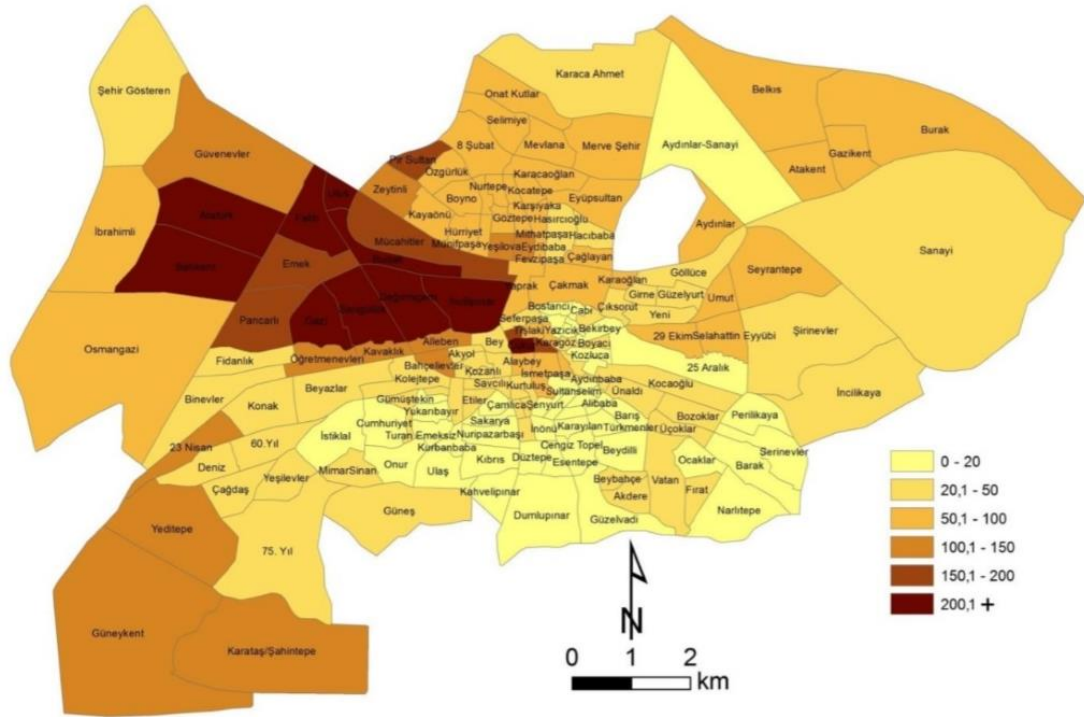 Şehir Gösteren
Karaca Ahmet
Onat Kutlar
Belkıs
Selimiye
Burak
Güvenevler
8 Şubat
Mevlana
Merve Şehir
Aydınlar-Sanayi
Gazikent
Pir Sultan
Özgürlük
Atakent
Karacaoğlan
Zeytinli
Nurtepe
Kocatepe
Eyüpsultan
Boyno
Karşıyaka
Atatürk
Fatih
Kayaönü
Göztepe
Hasırcıoğlu
Aydınlar
İbrahimli
Hürriyet
Mithatpaşa
Hacıbaba
Mücahitler
Münifpaşa
Yeşilova
Eydibaba
Sanayi
Fevzipaşa
Çağlayan
Emek
Göllüce
Seyrantepe
Yaprak
Çakmak
Karaoğlan
Değirmiçem
Girne
Güzelyurt
Umut
Çıksorut
Bostancı
Cabi
Yeni
Pancarlı
Gazi
Seferpaşa
Şirinevler
Osmangazi
Yazıcık
Bekirbey
29 Ekim
Selahattin Eyyübi
Alleben
Bey
Karagöz
Boyacı
Kavaklık
Akyol
Kozluca
Fidanlık
Öğretmenevleri
Bahçelievler
Alaybey
25 Aralık
Kozanlı
İsmetpaşa
Kolejtepe
Aydınbaba
Kocaoğlu
Beyazlar
Savcılı
Kurtuluş
Sultanselim
Ünaldı
İncilikaya
Binevler
Konak
Gümüştekin
Etiler
Çamlıca
Şenyurt
Alibaba
Yukarıbayır
Bozoklar
Perilikaya
Cumhuriyet
Sakarya
Barış
23 Nisan
60.Yıl
İstiklal
Turan Emeksiz
Nuripazarbaşı
İnönü
Karayılan
Türkmenler
Üçoklar
Kurbanbaba
Cengiz Topel
Serinevler
Deniz
Yeşilevler
MimarSinan
Onur
Ulaş
Kıbrıs
Düztepe
Esentepe
Beydilli
Ocaklar
Barak
Çağdaş
Beybahçe
Vatan
Kahvelipınar
Akdere
Fırat
Güneş
Dumlupınar
Güzelvadi
Narlıtepe
Yeditepe
75. Yıl
Güneykent
Karataş/Şahintepe
0 - 20
20,1 - 50
50,1 - 100
100,1 - 150
150,1 - 200
200,1 +
N
0 1 2
km